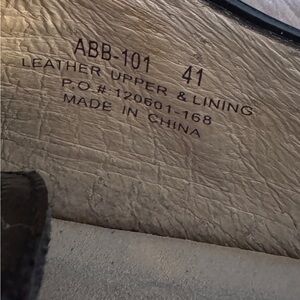 ABB-101 41
LEATHER UPPER & LINING
P.O.#:120601-168
MADE IN CHINA